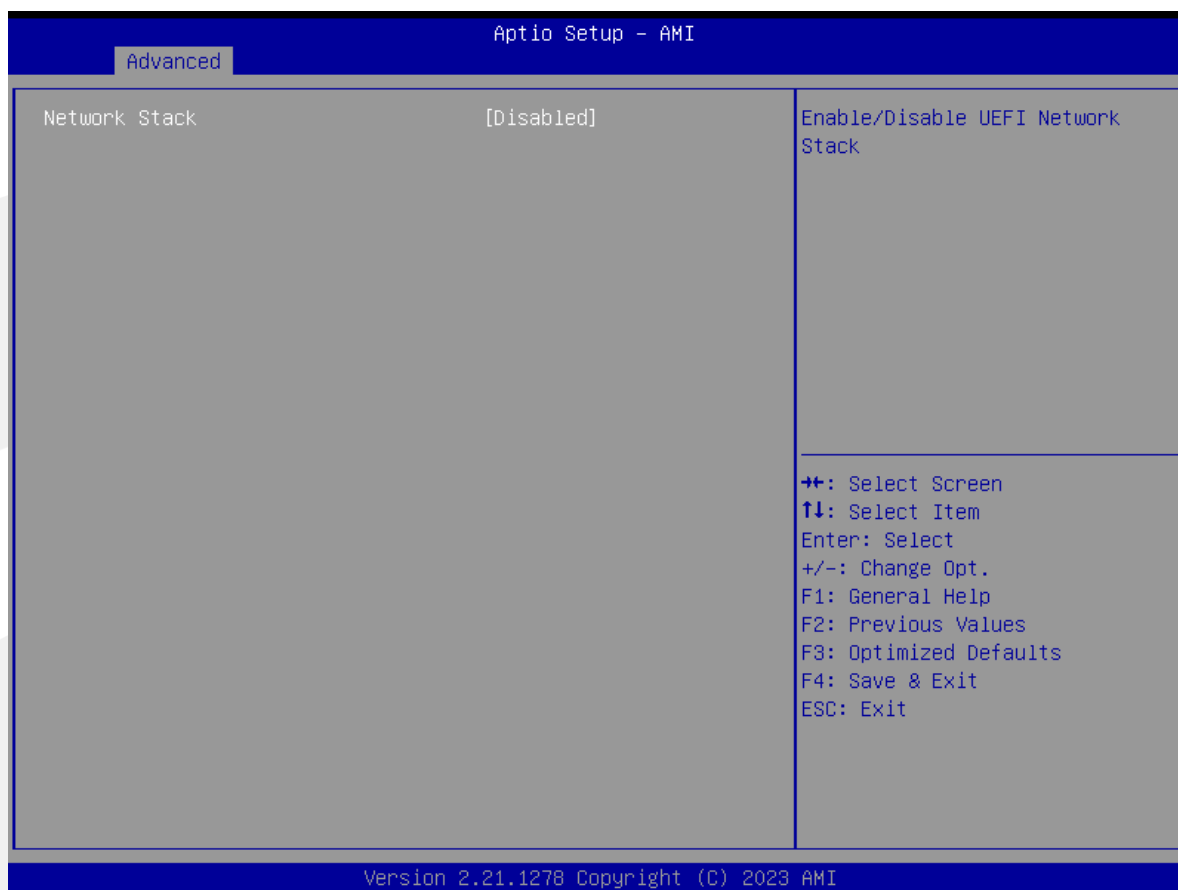 Aptio Setup – AMI
Advanced
Network Stack [Disabled]
Enable/Disable UEFI Network
Stack
→←: Select Screen
↑↓: Select Item
Enter: Select
+/-: Change Opt.
F1: General Help
F2: Previous Values
F3: Optimized Defaults
F4: Save & Exit
ESC: Exit
Version 2.21.1278 Copyright (C) 2023 AMI